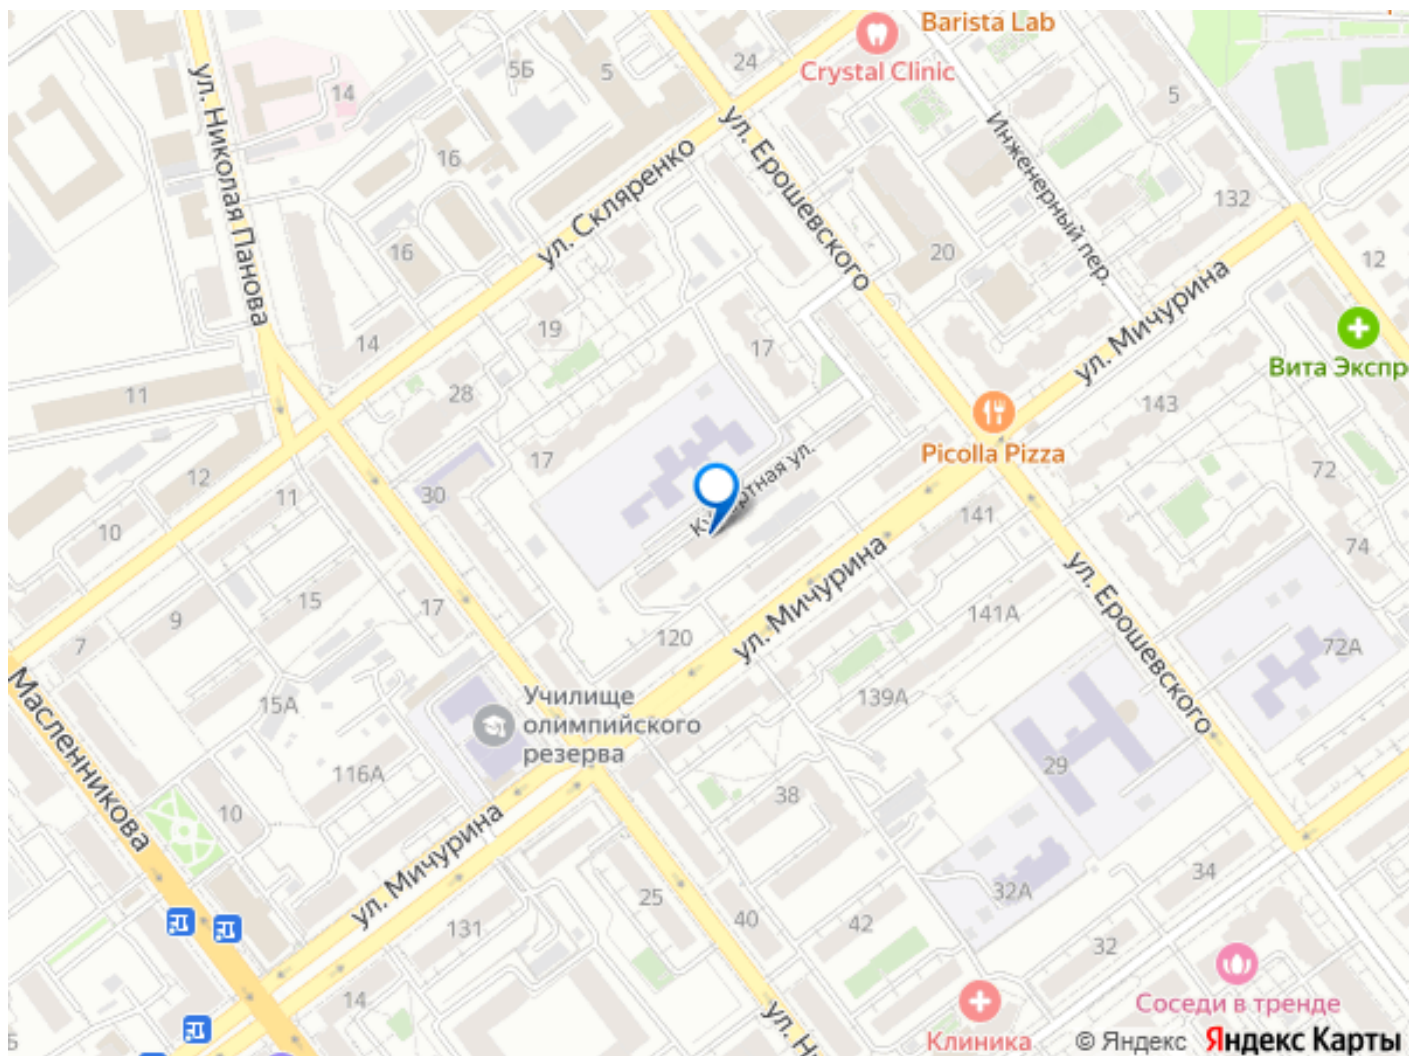 Barista Lab
Crystal Clinic
24
5Б
5
14
5
ул. Николая Панова
ул. Ерошевского
Инженерный пер.
16
ул. Скляренко
132
16
20
12
14
19
17
ул. Мичурина
Вита Экспр
11
28
143
Picolla Pizza
17
72
12
11
30
141
10
74
ул. Мичурина
ул. Ерошевского
15
17
9
141А
7
120
72А
Масленникова
15А
Училище
олимпийского
резерва
139А
116А
29
38
10
ул. Мичурина
34
25
32А
40
42
131
32
14
Соседи в тренде
Клиника
© Яндекс Яндекс Карты